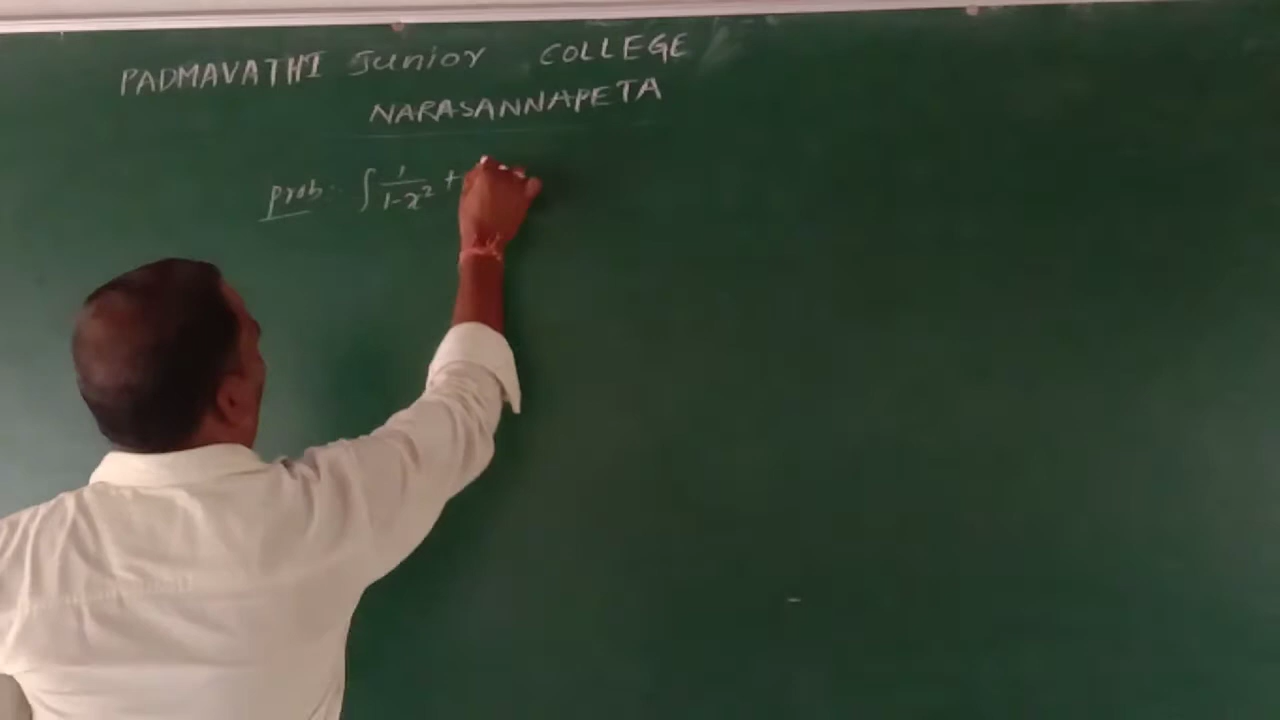 PADMAVATHI Junior COLLEGE
NARASANNAPETA
prob: ∫ 1/(1-x²) +